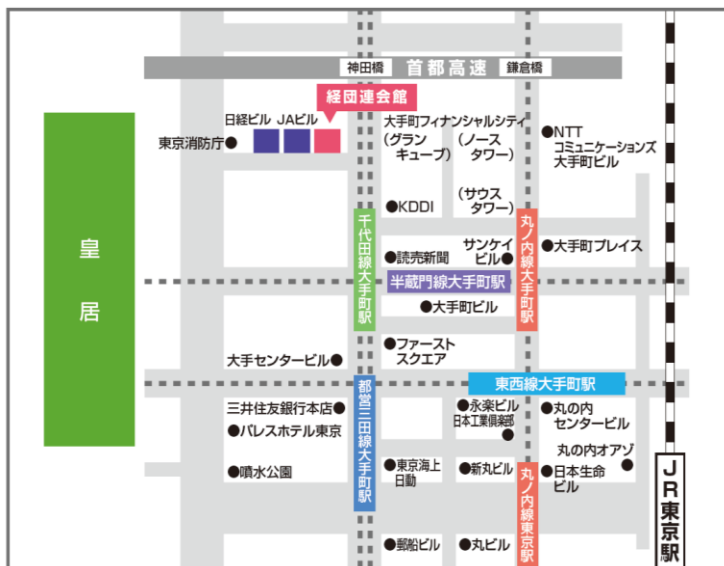 神田橋
首都高速
鎌倉橋
経団連会館
日経ビル
JAビル
東京消防庁
大手町フィナンシャルシティ
(グラン
キューブ)
(ノース
タワー)
(サウス
タワー)
NTT
コミュニケーションズ
大手町ビル
KDDI
皇居
千代田線大手町駅
読売新聞
サンケイ
ビル
丸ノ内線大手町駅
大手町プレイス
半蔵門線大手町駅
大手町ビル
ファースト
スクエア
大手センタービル
東西線大手町駅
都営三田線大手町駅
三井住友銀行本店
パレスホテル東京
噴水公園
永楽ビル
日本工業倶楽部
丸の内
センタービル
丸の内オアゾ
東京海上
日動
新丸ビル
丸ノ内線東京駅
日本生命
ビル
JR東京駅
郵船ビル
丸ビル